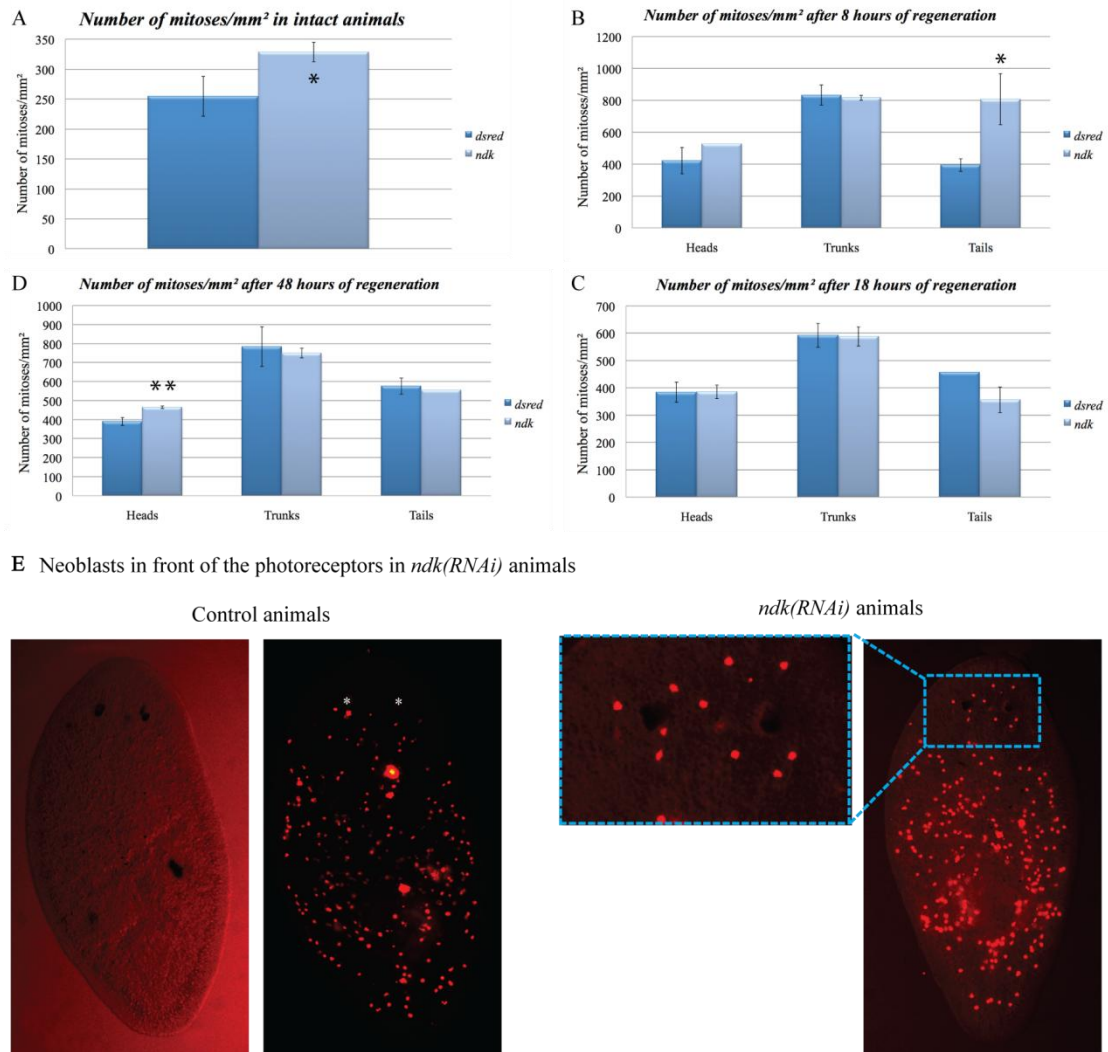 A
Number of mitoses/mm² in intact animals
Number of mitoses/mm²
350
300
250
200
150
100
50
0
*
dsred
ndk
B
Number of mitoses/mm² after 8 hours of regeneration
Number of mitoses/mm²
1200
1000
800
600
400
200
0
*
Heads
Trunks
Tails
dsred
ndk
D
Number of mitoses/mm² after 48 hours of regeneration
Number of mitoses/mm²
1000
900
800
700
600
500
400
300
200
100
0
**
Heads
Trunks
Tails
dsred
ndk
C
Number of mitoses/mm² after 18 hours of regeneration
Number of mitoses/mm²
700
600
500
400
300
200
100
0
Heads
Trunks
Tails
dsred
ndk
E Neoblasts in front of the photoreceptors in ndk(RNAi) animals
Control animals
* *
ndk(RNAi) animals